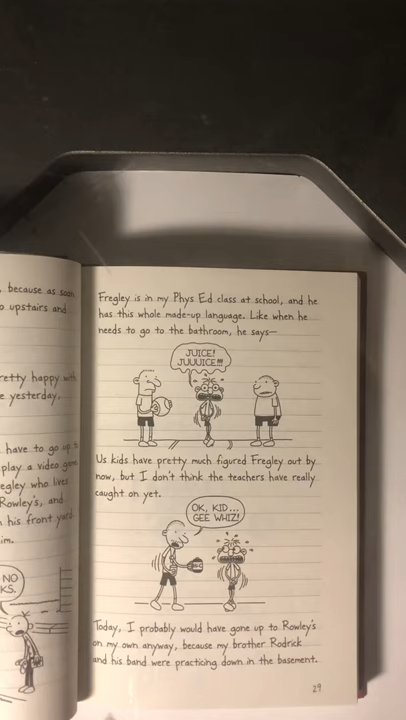 because as soon
upstairs and
retty happy with
yesterday,
have to go up to
play a video game
egley who lives
Rowley's, and
his front yard
im.
NO
KS.
Fregley is in my Phys Ed class at school, and he
has this whole made-up language. Like when he
needs to go to the bathroom, he says—
JUICE!
JUUUICE!!!
Us kids have pretty much figured Fregley out by
now, but I don't think the teachers have really
caught on yet.
OK, KID...
GEE WHIZ!
Today, I probably would have gone up to Rowley's
on my own anyway, because my brother Rodrick
and his band were practicing down in the basement.
29